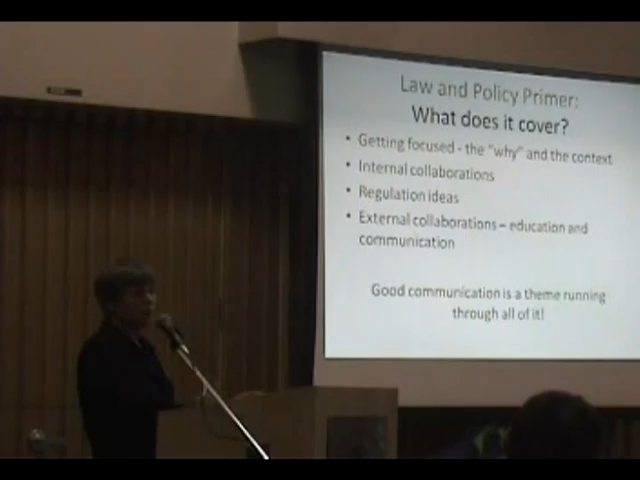 Law and Policy Primer:
What does it cover?
• Getting focused - the "why" and the context
• Internal collaborations
• Regulation ideas
• External collaborations – education and
communication
Good communication is a theme running
through all of it!